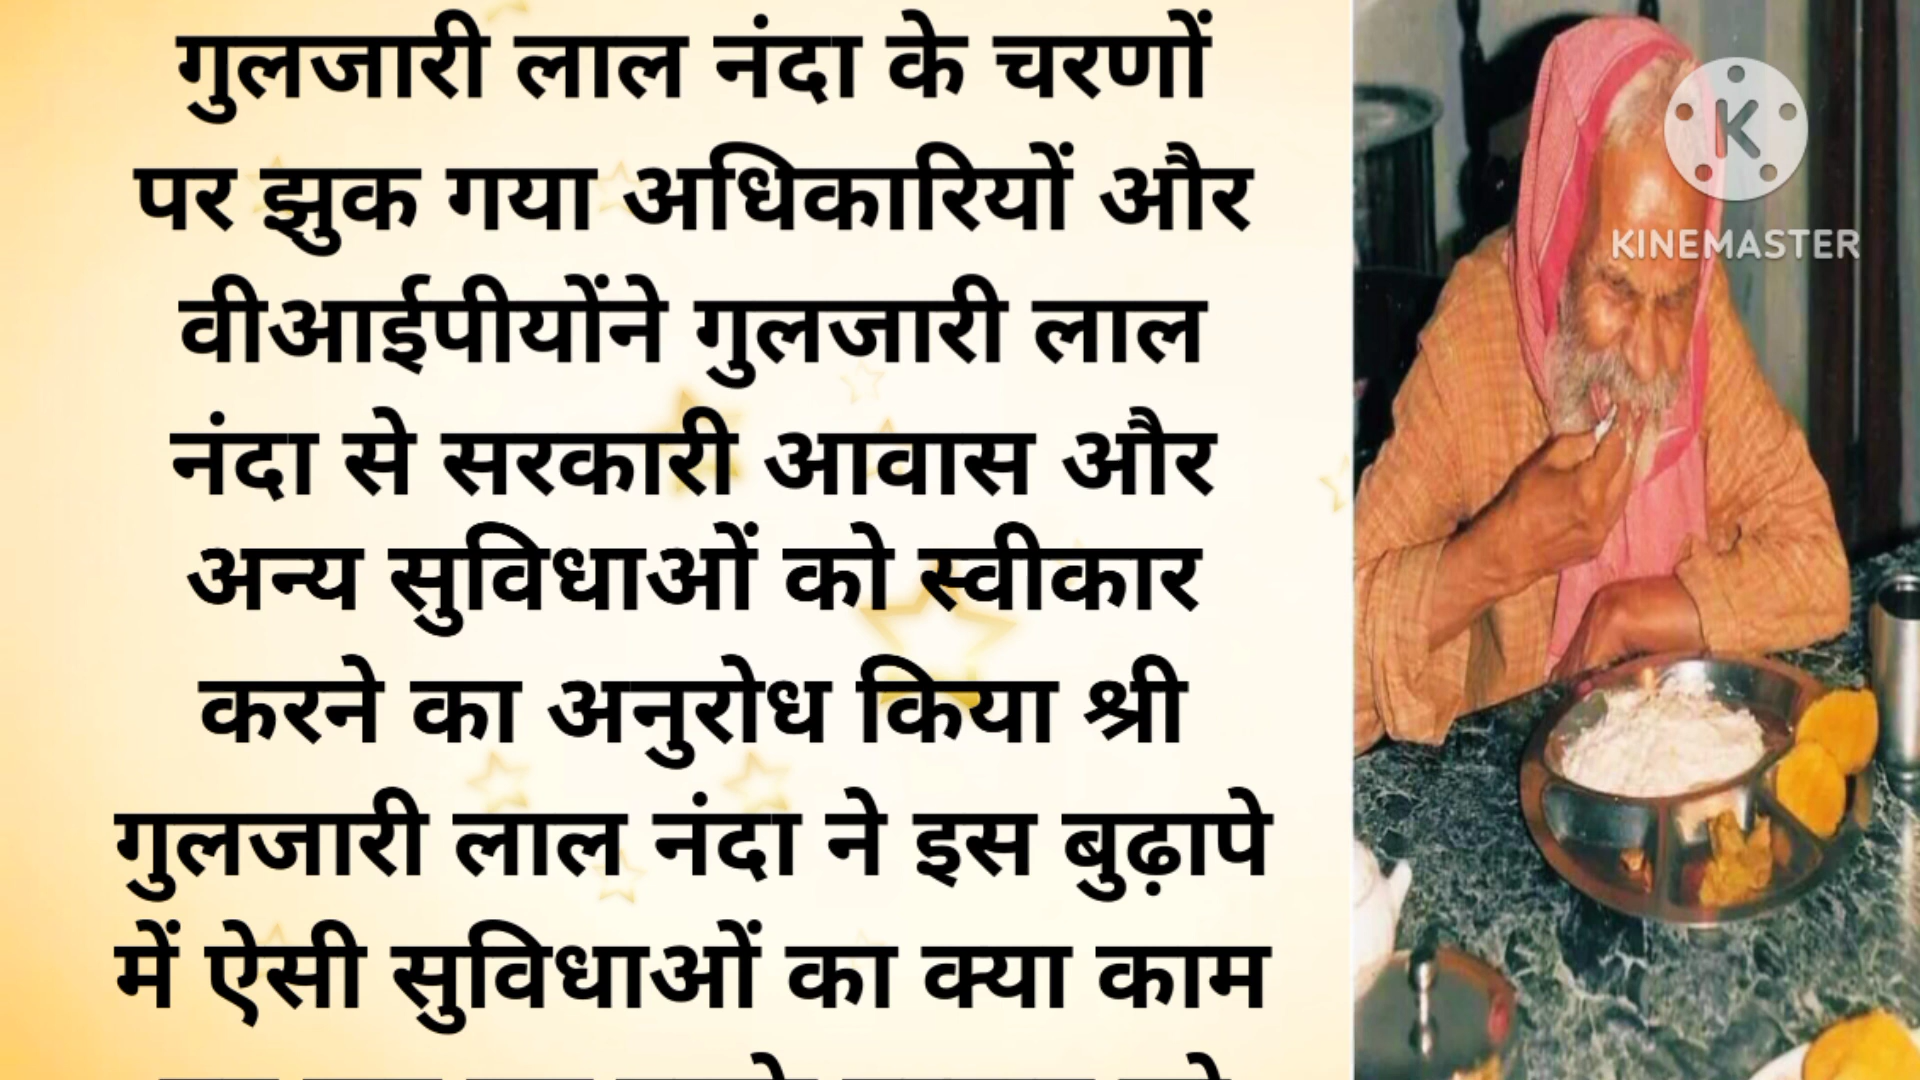 गुलजारी लाल नंदा के चरणों
पर झुक गया अधिकारियों और
वीआईपीयोंने गुलजारी लाल
नंदा से सरकारी आवास और
अन्य सुविधाओं को स्वीकार
करने का अनुरोध किया श्री
गुलजारी लाल नंदा ने इस बुढ़ापे
में ऐसी सुविधाओं का क्या काम
K
KINEMASTER